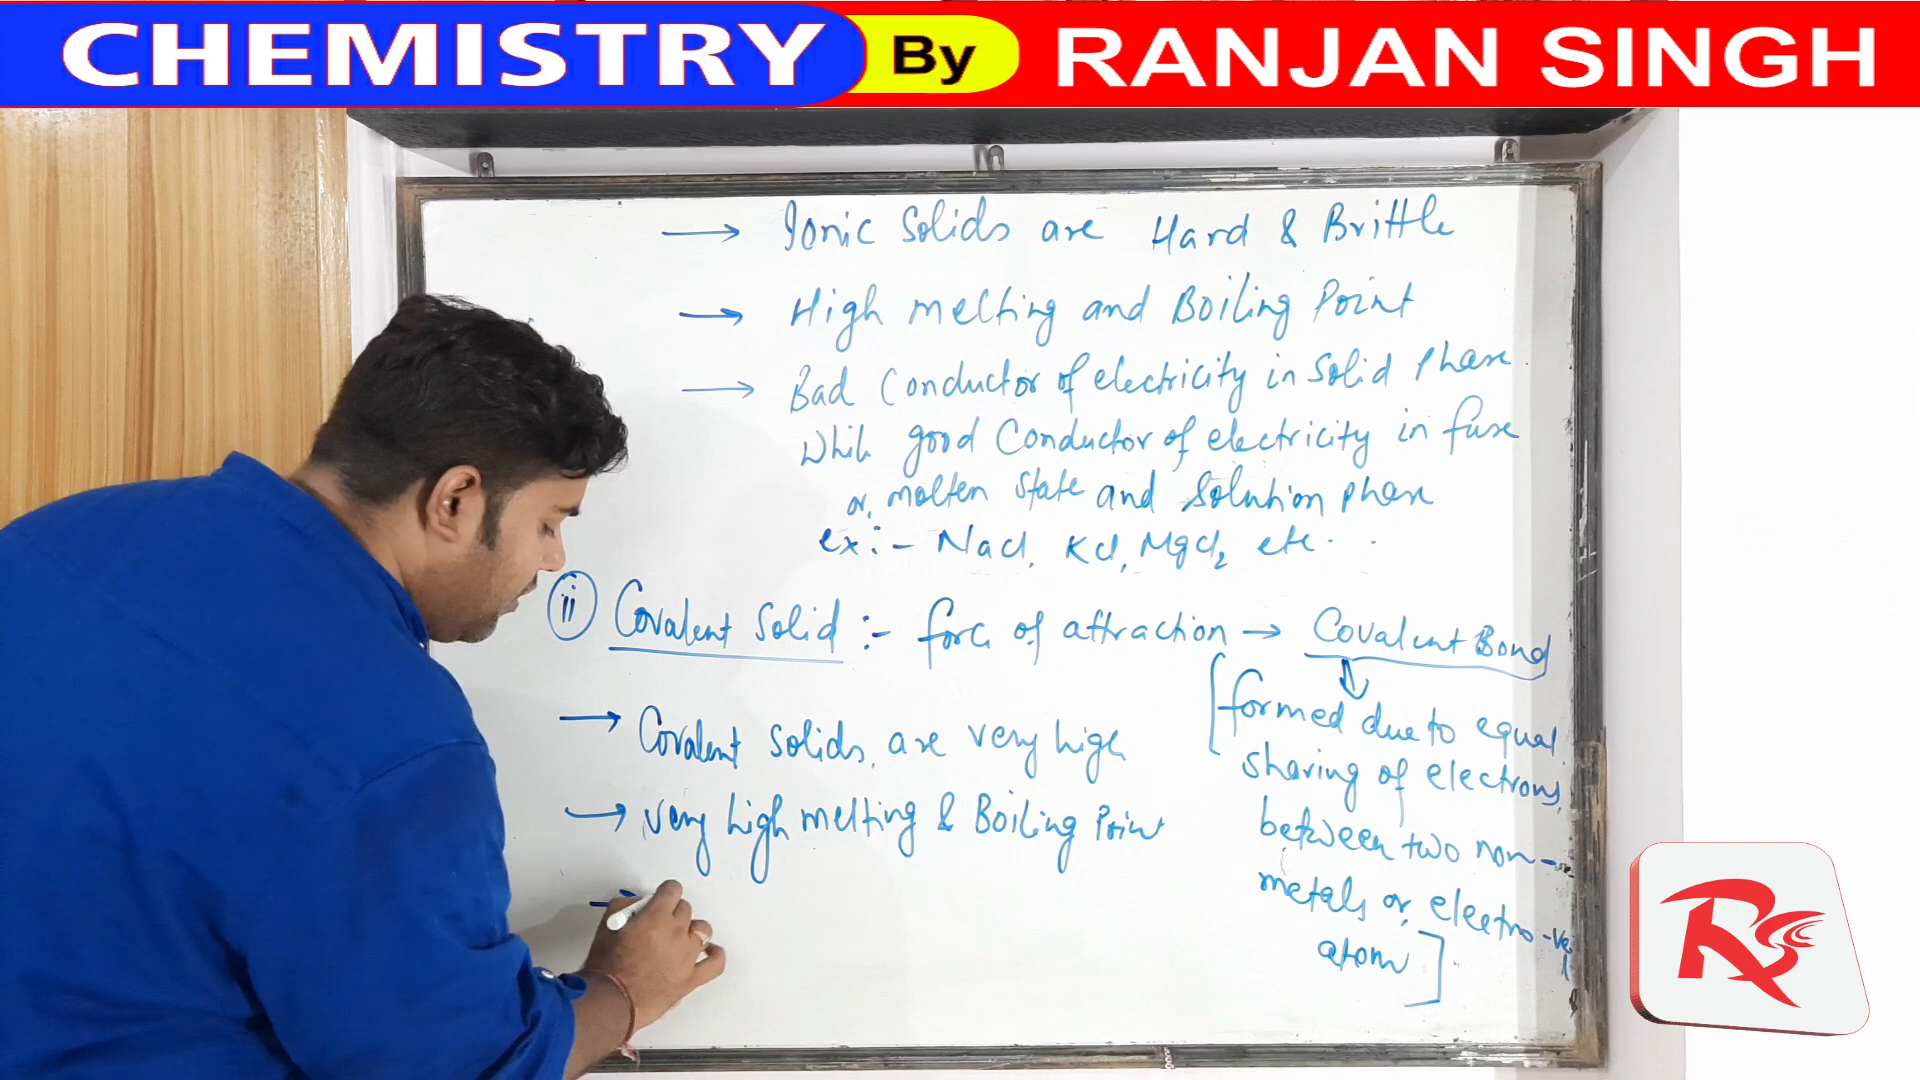 CHEMISTRY By RANJAN SINGH
→ Ionic Solids are Hard & Brittle
→ High melting and Boiling Point
→ Bad Conductor of electricity in Solid Phase
While good Conductor of electricity in fuse
or, molten State and Solution phase
ex:- NaCl, KCl, MgCl₂ etc..
(ii) Covalent Solid :- force of attraction → Covalent Bond
[formed due to equal
sharing of electrons
between two non-
metals or, electro -ve
atom]
→ Covalent solids are very high
→ very high melting & Boiling Point
RS